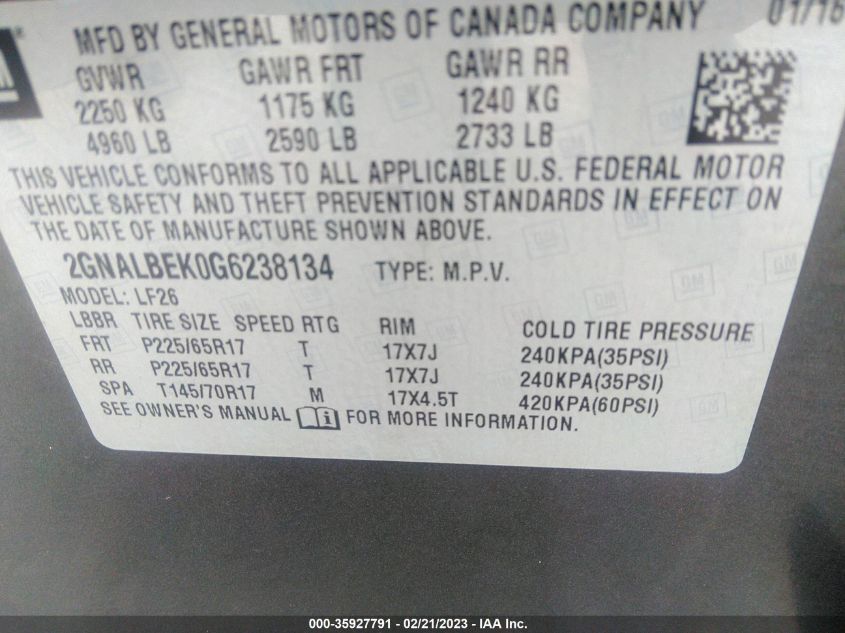 MFD BY GENERAL MOTORS OF CANADA COMPANY 01/16
GVWR GAWR FRT GAWR RR
2250 KG 1175 KG 1240 KG
4960 LB 2590 LB 2733 LB
THIS VEHICLE CONFORMS TO ALL APPLICABLE U.S. FEDERAL MOTOR
VEHICLE SAFETY AND THEFT PREVENTION STANDARDS IN EFFECT ON
THE DATE OF MANUFACTURE SHOWN ABOVE.
2GNALBEK0G6238134 TYPE: M.P.V.
MODEL: LF26
LBBR TIRE SIZE SPEED RTG RIM COLD TIRE PRESSURE
FRT P225/65R17 T 17X7J 240KPA(35PSI)
RR P225/65R17 T 17X7J 240KPA(35PSI)
SPA T145/70R17 M 17X4.5T 420KPA(60PSI)
SEE OWNER'S MANUAL FOR MORE INFORMATION.
000-35927791 - 02/21/2023 - IAA Inc.